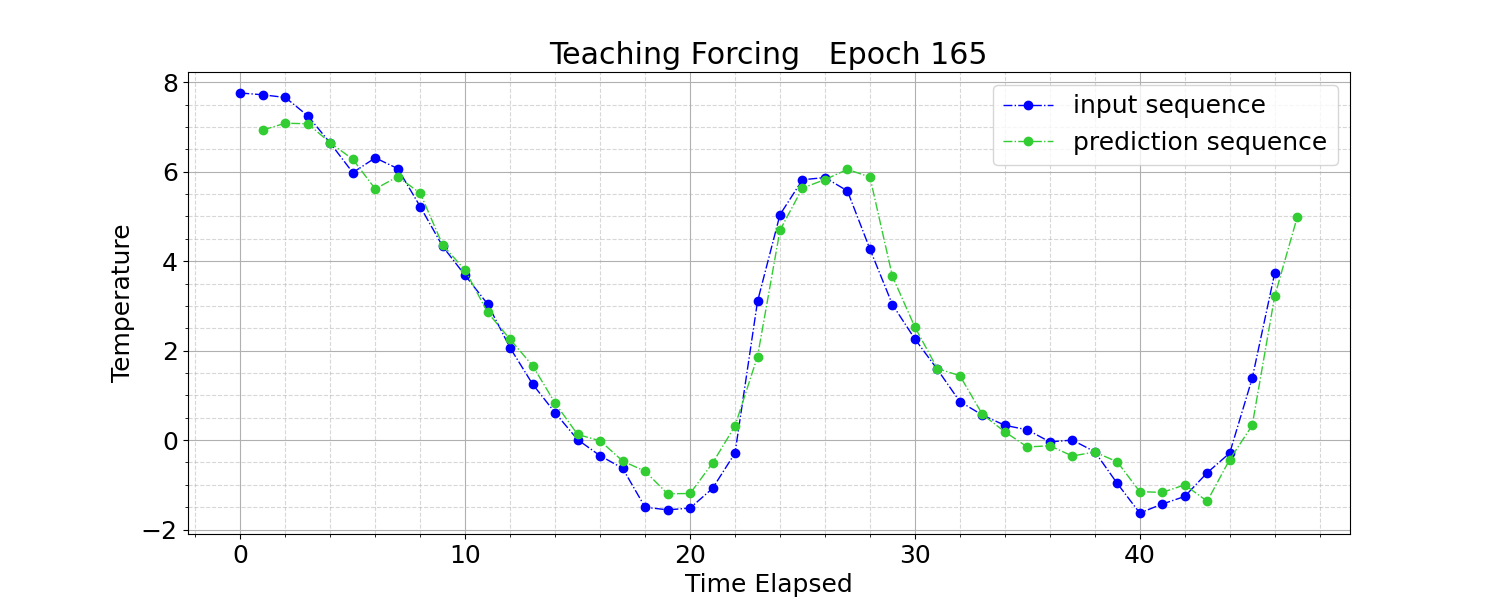 Teaching Forcing   Epoch 165
8
6
4
2
0
−2
Temperature
input sequence
prediction sequence
0 10 20 30 40
Time Elapsed